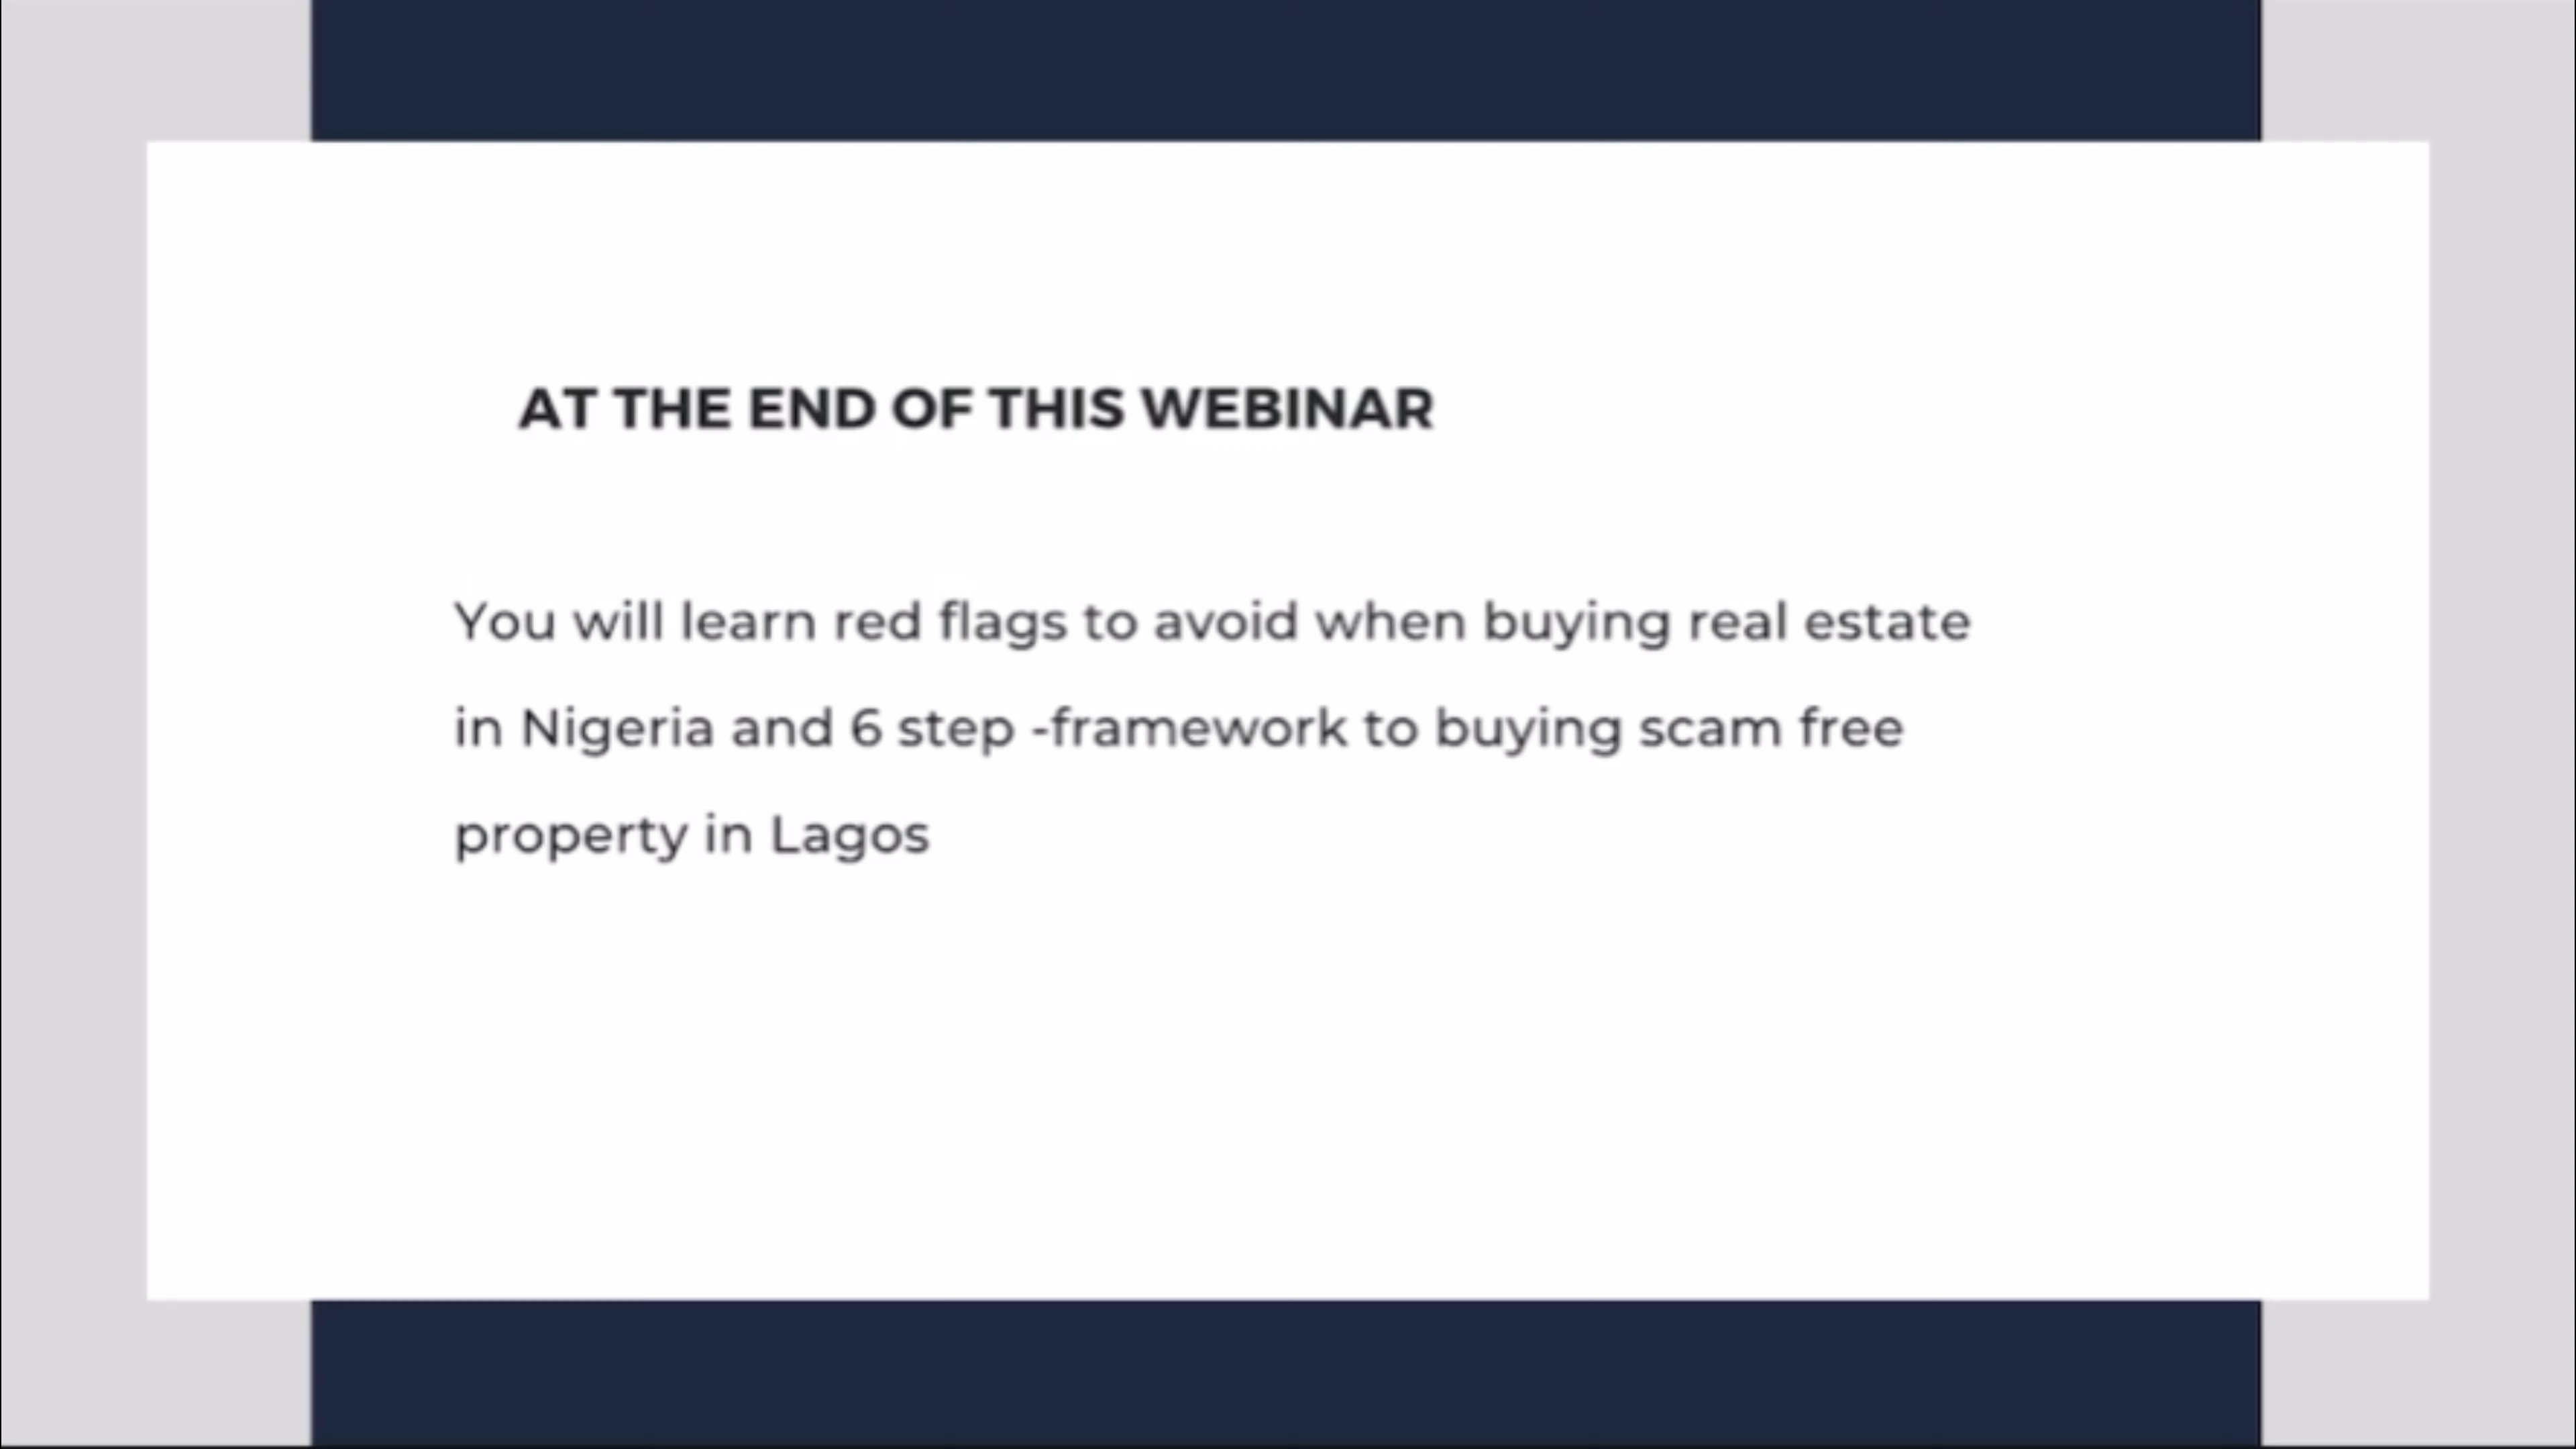 AT THE END OF THIS WEBINAR
You will learn red flags to avoid when buying real estate
in Nigeria and 6 step -framework to buying scam free
property in Lagos